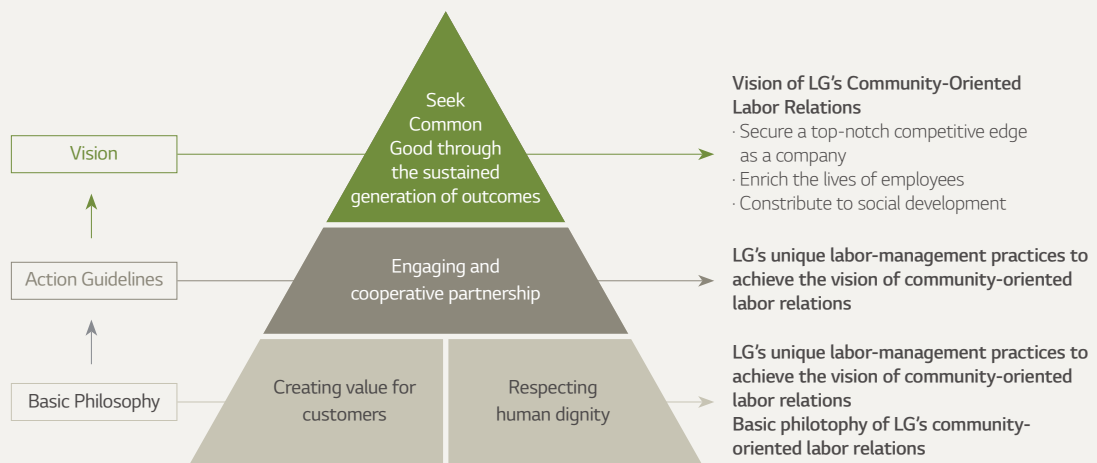 Vision
Seek
Common
Good through
the sustained
generation of outcomes
Vision of LG's Community-Oriented
Labor Relations
· Secure a top-notch competitive edge
as a company
· Enrich the lives of employees
· Constribute to social development
Action Guidelines
Engaging and
cooperative partnership
LG's unique labor-management practices to
achieve the vision of community-oriented
labor relations
Basic Philosophy
Creating value for
customers
Respecting
human dignity
LG's unique labor-management practices to
achieve the vision of community-oriented
labor relations
Basic philotophy of LG's community-
oriented labor relations